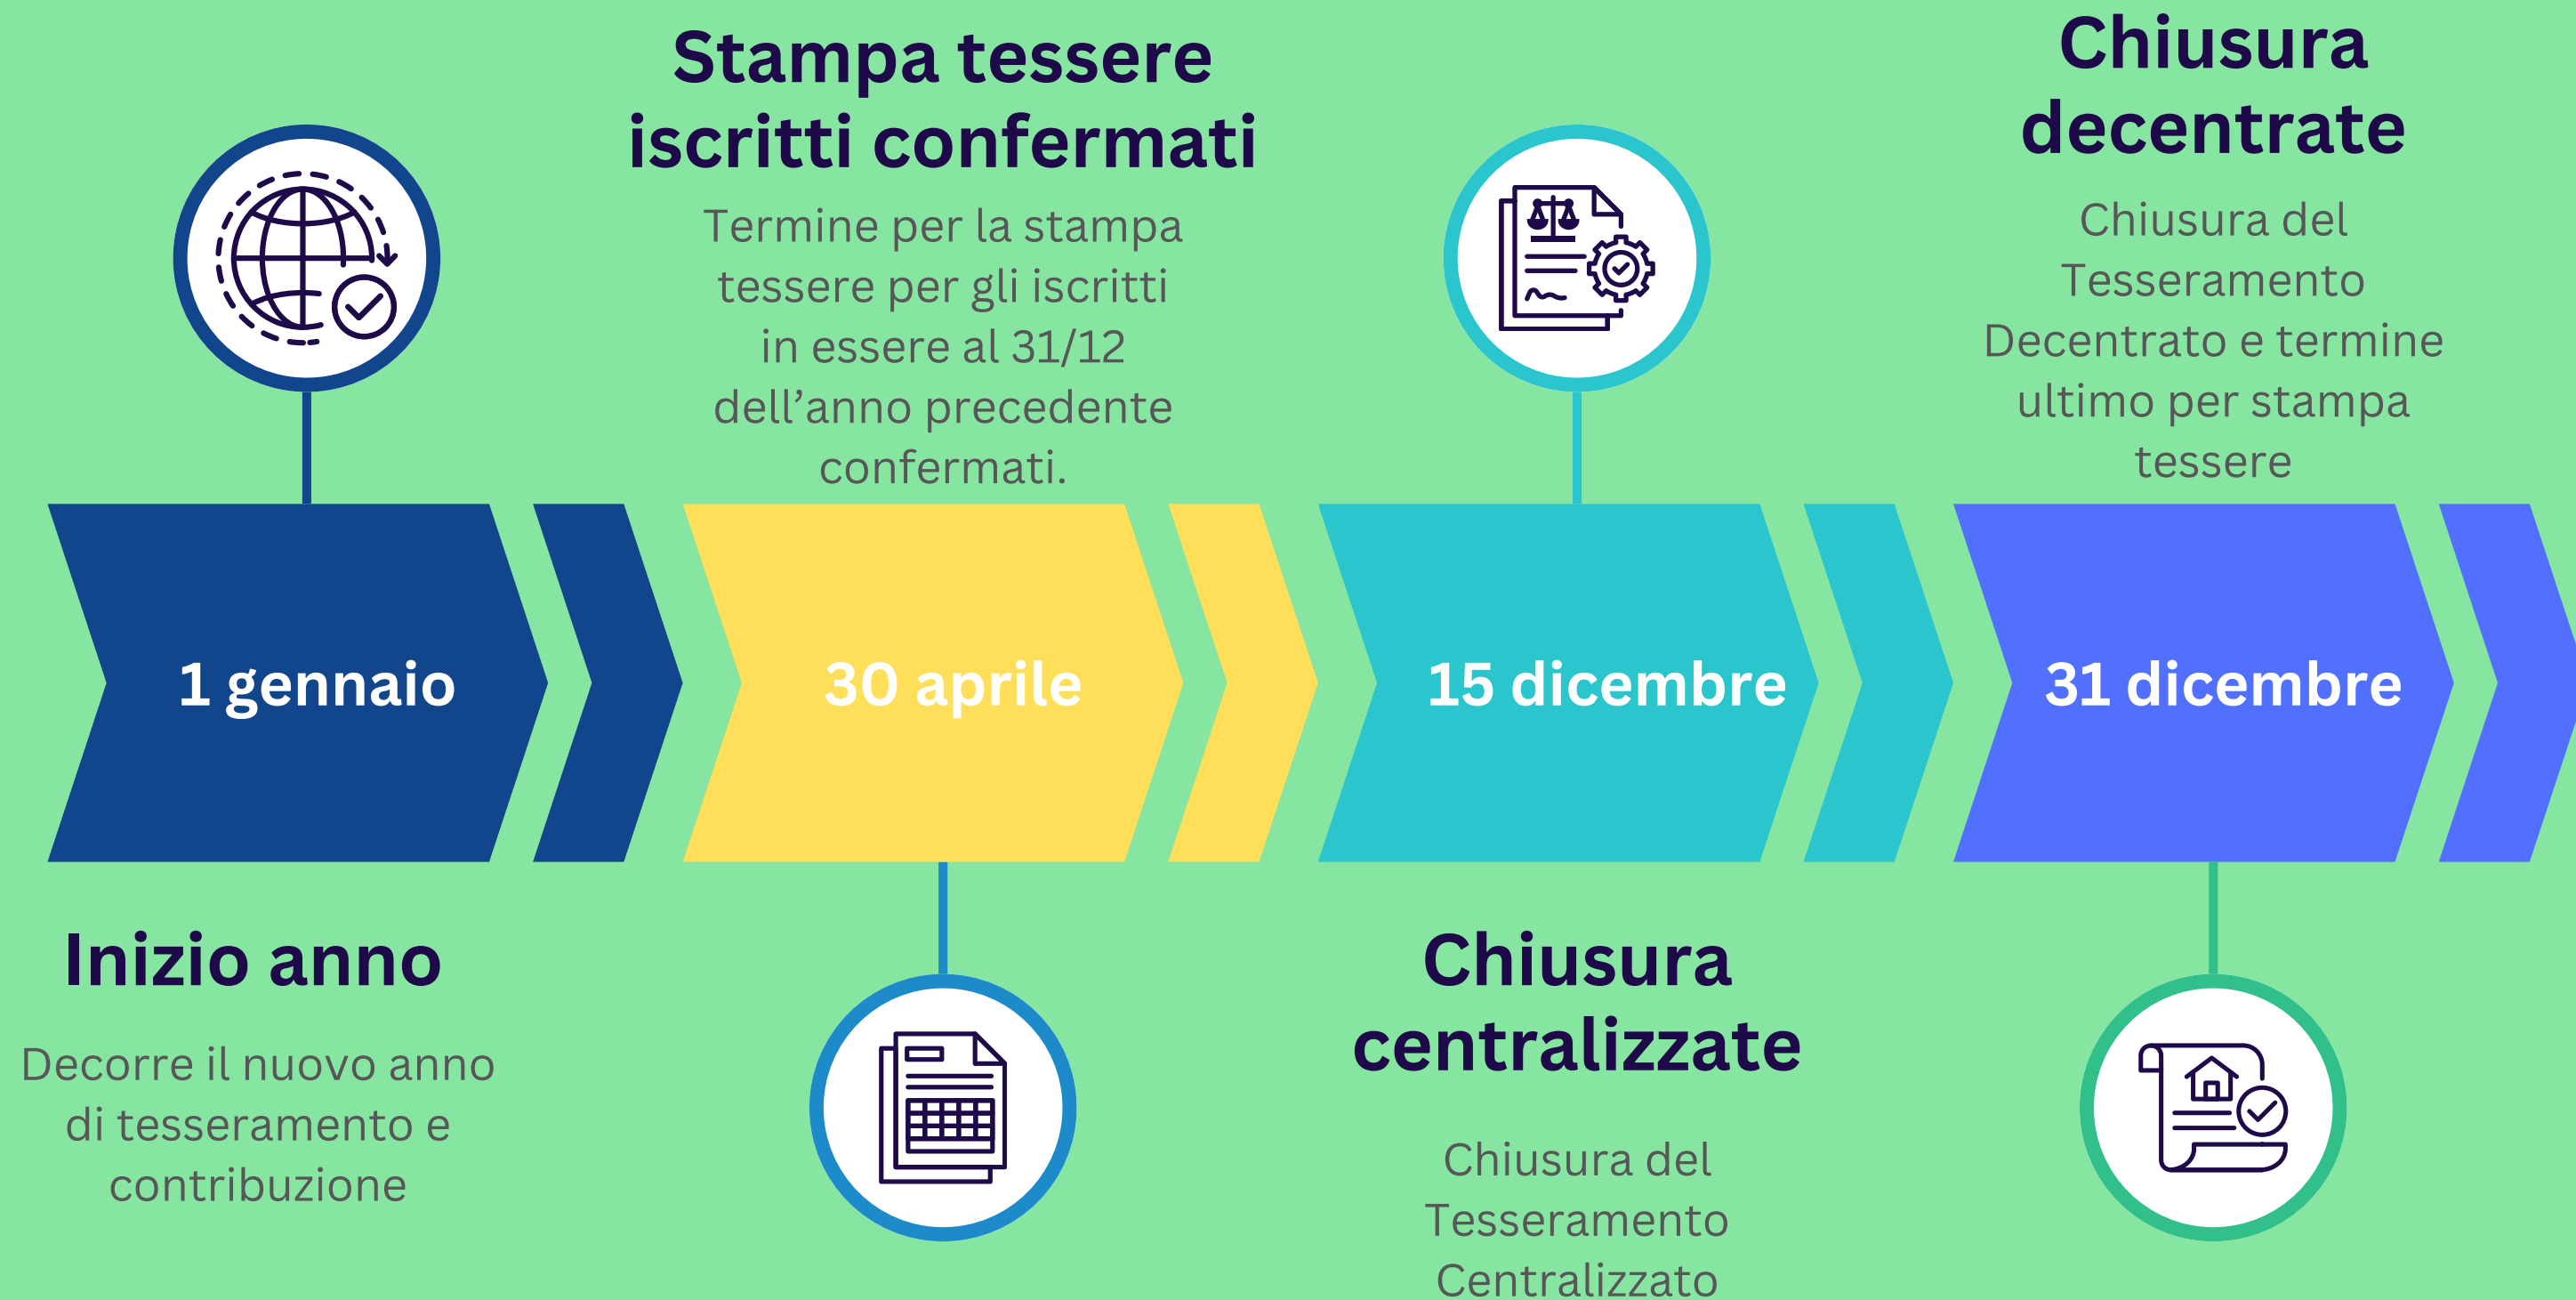 Stampa tessere
iscritti confermati
Termine per la stampa
tessere per gli iscritti
in essere al 31/12
dell’anno precedente
confermati.
Chiusura
decentrate
Chiusura del
Tesseramento
Decentrato e termine
ultimo per stampa
tessere
1 gennaio
30 aprile
15 dicembre
31 dicembre
Inizio anno
Decorre il nuovo anno
di tesseramento e
contribuzione
Chiusura
centralizzate
Chiusura del
Tesseramento
Centralizzato